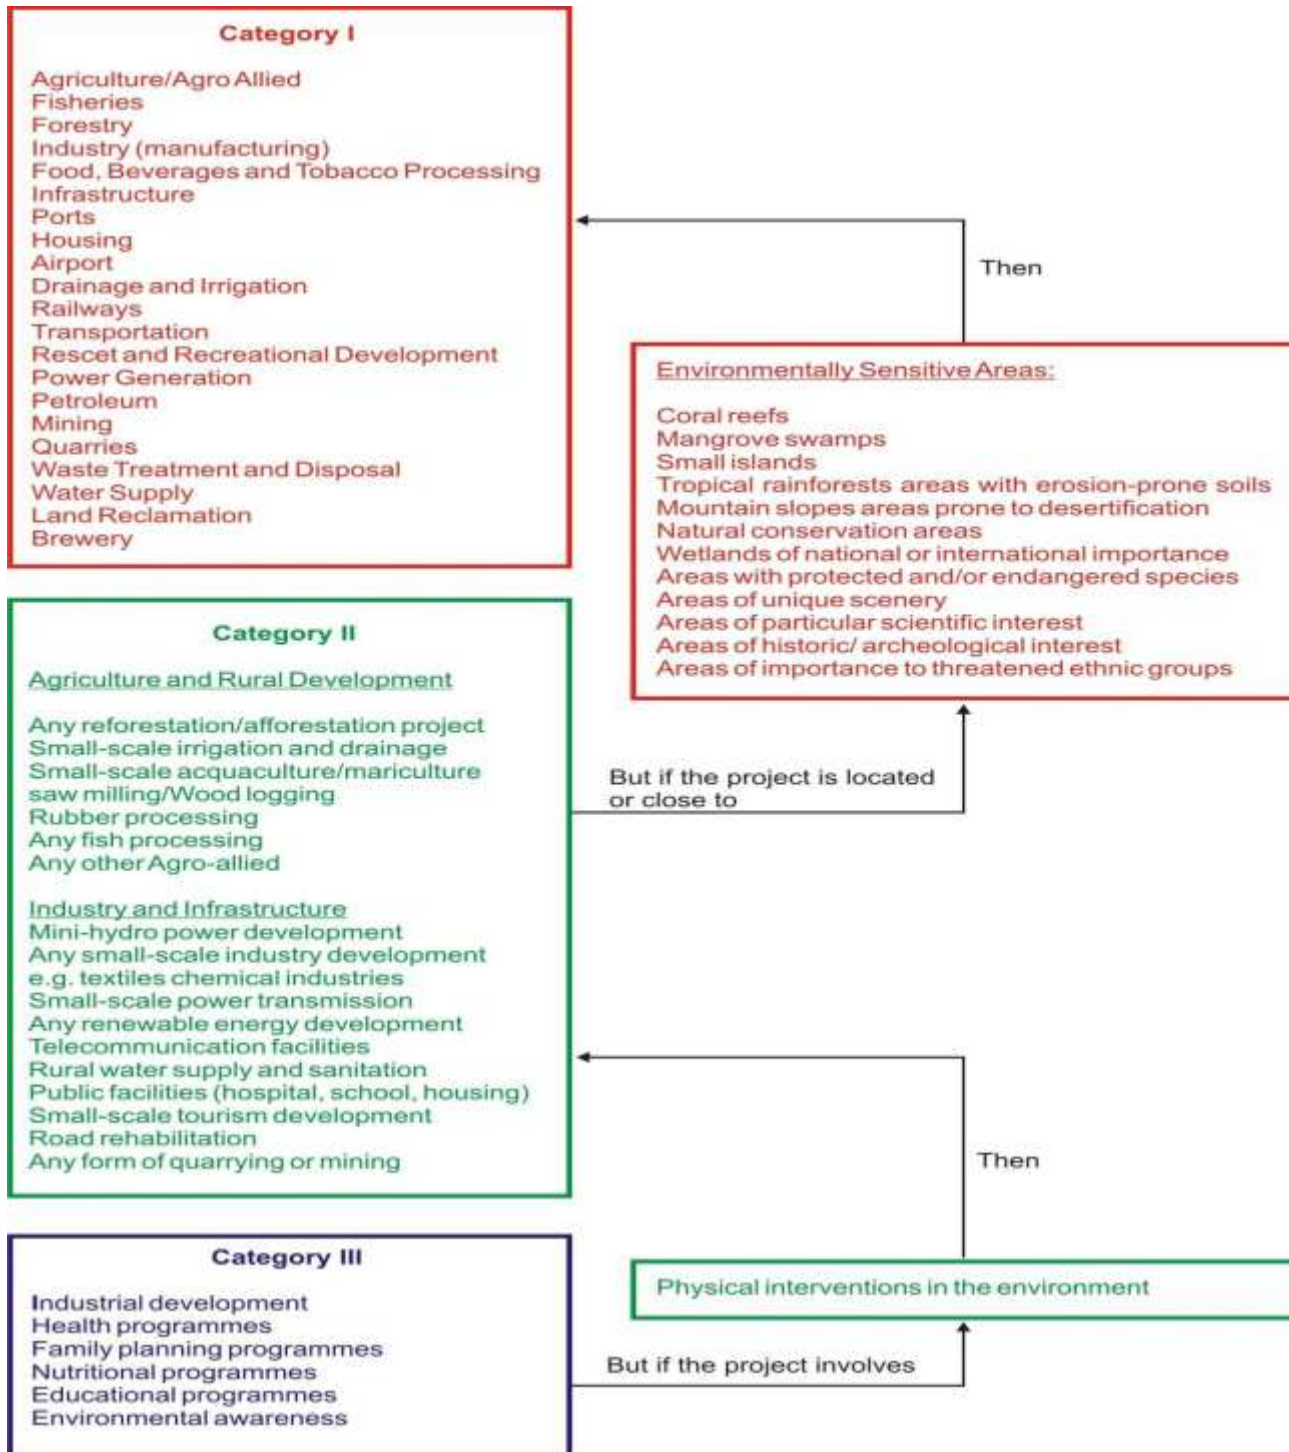 Category I
Agriculture/Agro Allied
Fisheries
Forestry
Industry (manufacturing)
Food, Beverages and Tobacco Processing
Infrastructure
Ports
Housing
Airport
Drainage and Irrigation
Railways
Transportation
Rescet and Recreational Development
Power Generation
Petroleum
Mining
Quarries
Waste Treatment and Disposal
Water Supply
Land Reclamation
Brewery
Then
Environmentally Sensitive Areas:
Coral reefs
Mangrove swamps
Small islands
Tropical rainforests areas with erosion-prone soils
Mountain slopes areas prone to desertification
Natural conservation areas
Wetlands of national or international importance
Areas with protected and/or endangered species
Areas of unique scenery
Areas of particular scientific interest
Areas of historic/ archeological interest
Areas of importance to threatened ethnic groups
Category II
Agriculture and Rural Development
Any reforestation/afforestation project
Small-scale irrigation and drainage
Small-scale acquaculture/mariculture
saw milling/Wood logging
Rubber processing
Any fish processing
Any other Agro-allied
Industry and Infrastructure
Mini-hydro power development
Any small-scale industry development
e.g. textiles chemical industries
Small-scale power transmission
Any renewable energy development
Telecommunication facilities
Rural water supply and sanitation
Public facilities (hospital, school, housing)
Small-scale tourism development
Road rehabilitation
Any form of quarrying or mining
But if the project is located
or close to
Then
Category III
Industrial development
Health programmes
Family planning programmes
Nutritional programmes
Educational programmes
Environmental awareness
But if the project involves
Physical interventions in the environment